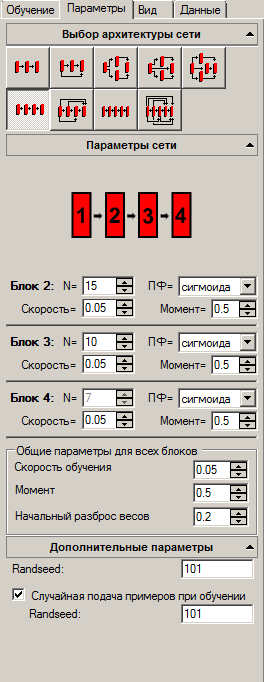 Обучение Параметры Вид Данные
Выбор архитектуры сети
Параметры сети
1 2 3 4
Блок 2: N= 15 ПФ= сигмоида
Скорость= 0.05 Момент= 0.5
Блок 3: N= 10 ПФ= сигмоида
Скорость= 0.05 Момент= 0.5
Блок 4: N= 7 ПФ= сигмоида
Скорость= 0.05 Момент= 0.5
Общие параметры для всех блоков
Скорость обучения 0.05
Момент 0.5
Начальный разброс весов 0.2
Дополнительные параметры
Randseed: 101
Случайная подача примеров при обучении
Randseed: 101